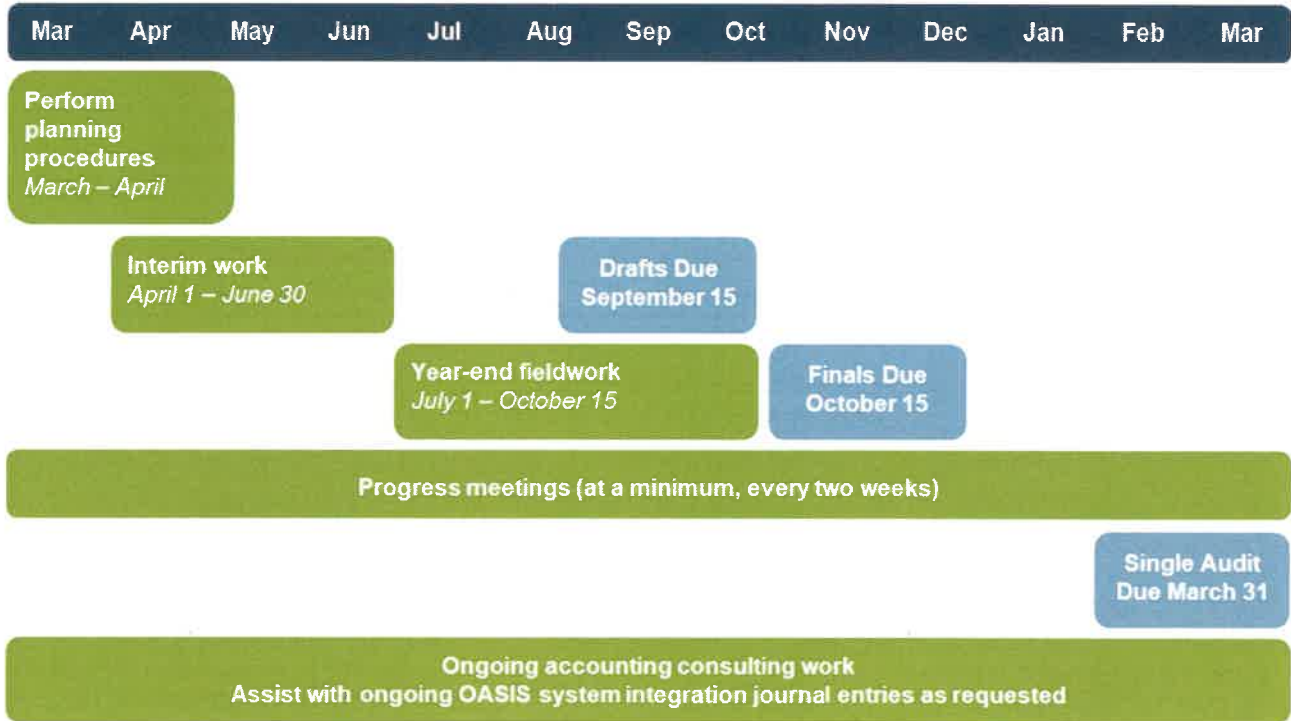 Mar Apr May Jun Jul Aug Sep Oct Nov Dec Jan Feb Mar
Perform
planning
procedures
March – April
Interim work
April 1 – June 30
Drafts Due
September 15
Year-end fieldwork
July 1 – October 15
Finals Due
October 15
Progress meetings (at a minimum, every two weeks)
Single Audit
Due March 31
Ongoing accounting consulting work
Assist with ongoing OASIS system integration journal entries as requested